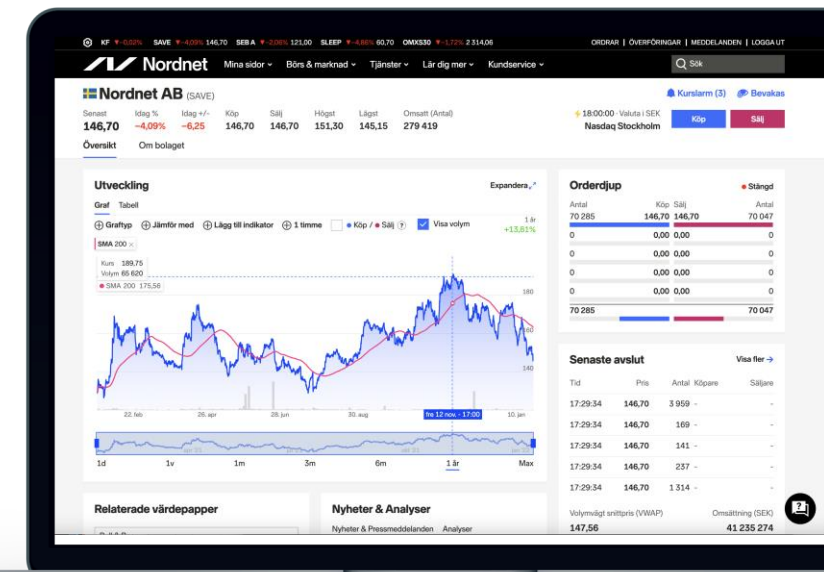 KF ▼-0,02% SAVE ▼-4,09% 146,70 SEB A ▼-2,06% 121,00 SLEEP ▼-4,86% 60,70 OMXS30 ▼-1,72% 2 314,06 ORDRAR | ÖVERFÖRINGAR | MEDDELANDEN | LOGGA UT
Nordnet Mina sidor Börs & marknad Tjänster Lär dig mer Kundservice Sök
Nordnet AB (SAVE) Kurslarm (3) Bevakas
Senast Idag % Idag +/- Köp Sälj Högst Lägst Omsatt (Antal) 18:00:00 · Valuta i SEK
146,70 -4,09% -6,25 146,70 146,70 151,30 145,15 279 419 Nasdaq Stockholm Köp Sälj
Översikt Om bolaget
Utveckling Expandera
Graf Tabell
Graftyp Jämför med Lägg till indikator 1 timme Köp / Sälj ? Visa volym 1 år
+13,81%
SMA 200 ×
Kurs 189,75
Volym 65 620
SMA 200 175,56
180
160
140
22. feb 26. apr 28. jun 30. aug fre 12 nov. - 17:00 10. jan
1d 1v 1m 3m 6m 1 år Max
Orderdjup Stängd
Antal Köp Sälj Antal
70 285 146,70 146,70 70 047
0 0,00 0,00 0
0 0,00 0,00 0
0 0,00 0,00 0
0 0,00 0,00 0
70 285 70 047
Senaste avslut Visa fler →
Tid Pris Antal Köpare Säljare
17:29:34 146,70 3 959 - -
17:29:34 146,70 169 - -
17:29:34 146,70 141 - -
17:29:34 146,70 237 - -
17:29:34 146,70 1 314 - -
Volymvägt snittpris (VWAP) Omsättning (SEK)
147,56 41 235 274
Relaterade värdepapper
Nyheter & Analyser
Nyheter & Pressmeddelanden Analyser